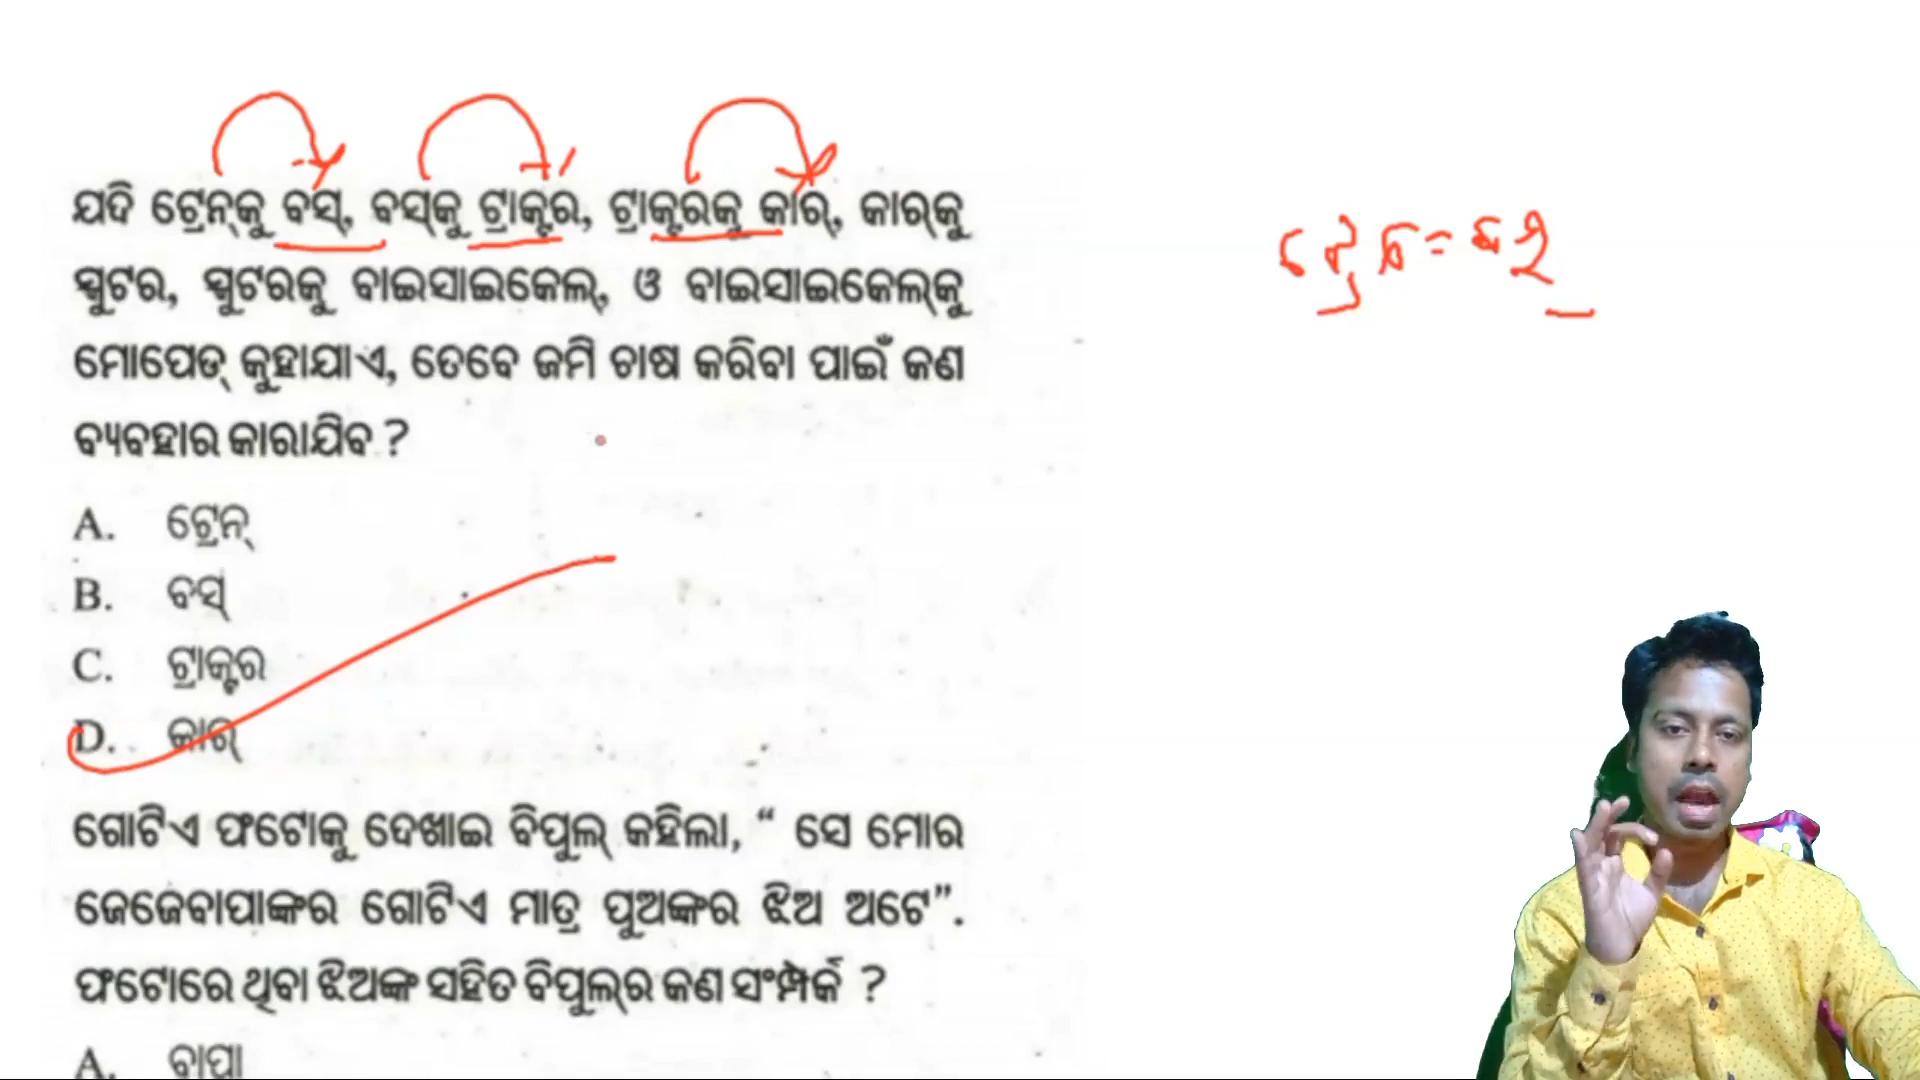 ଯଦି ଟ୍ରେନ୍‌କୁ ବସ୍, ବସ୍‌କୁ ଟ୍ରାକ୍ଟର, ଟ୍ରାକ୍ଟରକୁ କାର୍, କାର୍‌କୁ
ସ୍କୁଟର, ସ୍କୁଟରକୁ ବାଇସାଇକେଲ୍, ଓ ବାଇସାଇକେଲ୍‌କୁ
ମୋପେଡ୍ କୁହାଯାଏ, ତେବେ ଜମି ଚାଷ କରିବା ପାଇଁ କଣ
ବ୍ୟବହାର କାରାଯିବ ?
A. ଟ୍ରେନ୍
B. ବସ୍
C. ଟ୍ରାକ୍ଟର
D. କାର୍
ଗୋଟିଏ ଫଟୋକୁ ଦେଖାଇ ବିପୁଲ୍ କହିଲା, “ ସେ ମୋର
ଜେଜେବାପାଙ୍କର ଗୋଟିଏ ମାତ୍ର ପୁଅଙ୍କର ଝିଅ ଅଟେ”.
ଫଟୋରେ ଥିବା ଝିଅଙ୍କ ସହିତ ବିପୁଲ୍‌ର କଣ ସଂମ୍ପର୍କ ?
A. ବାପା